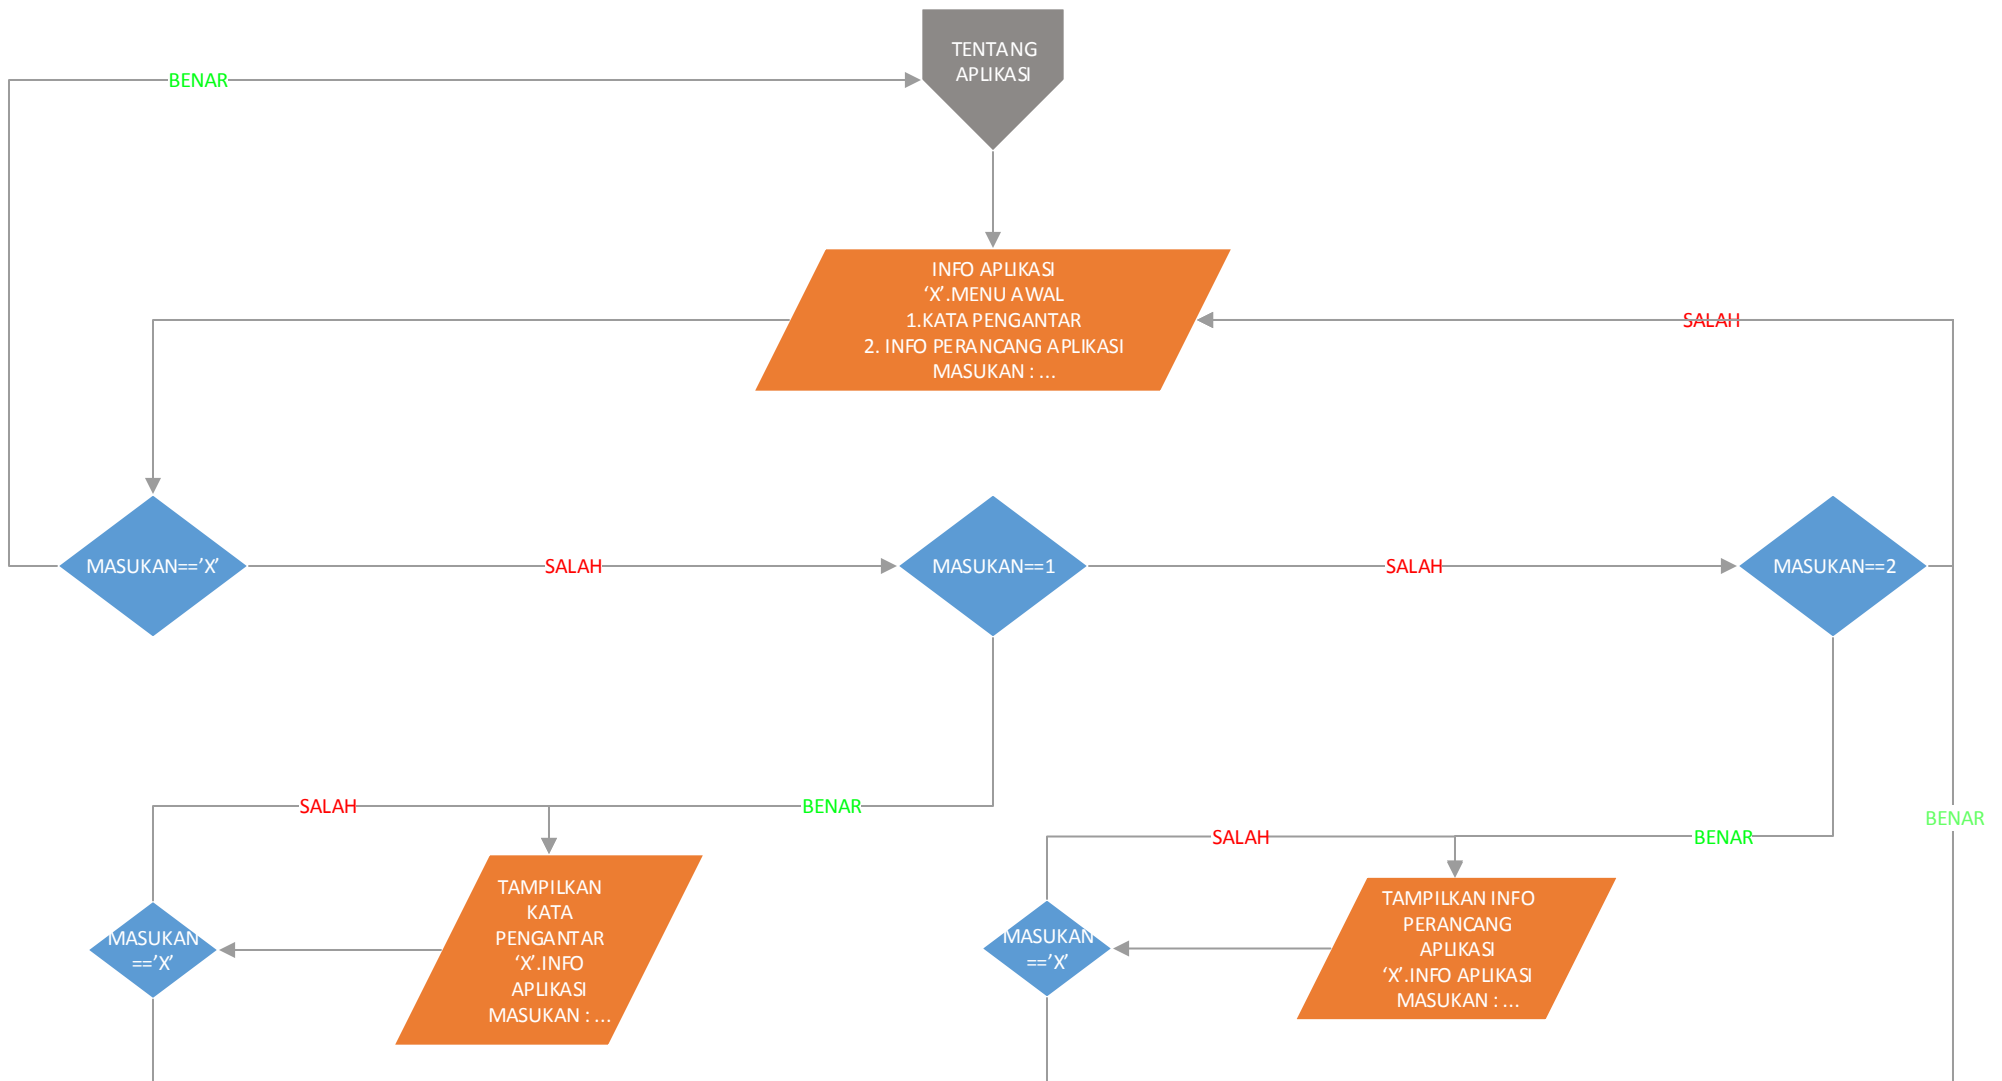 TENTANG
APLIKASI
BENAR
INFO APLIKASI
‘X’.MENU AWAL
1.KATA PENGANTAR
2. INFO PERANCANG APLIKASI
MASUKAN : ...
SALAH
MASUKAN==’X’
SALAH
MASUKAN==1
SALAH
MASUKAN==2
SALAH
BENAR
SALAH
BENAR
BENAR
TAMPILKAN
KATA
PENGANTAR
‘X’.INFO
APLIKASI
MASUKAN : ...
MASUKAN
==’X’
TAMPILKAN INFO
PERANCANG
APLIKASI
‘X’.INFO APLIKASI
MASUKAN : ...
MASUKAN
==’X’